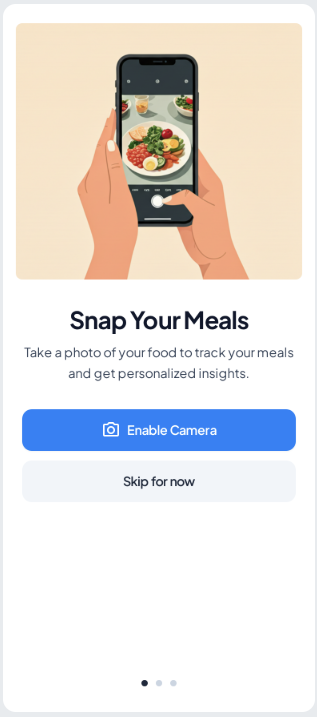 Snap Your Meals
Take a photo of your food to track your meals
and get personalized insights.
Enable Camera
Skip for now